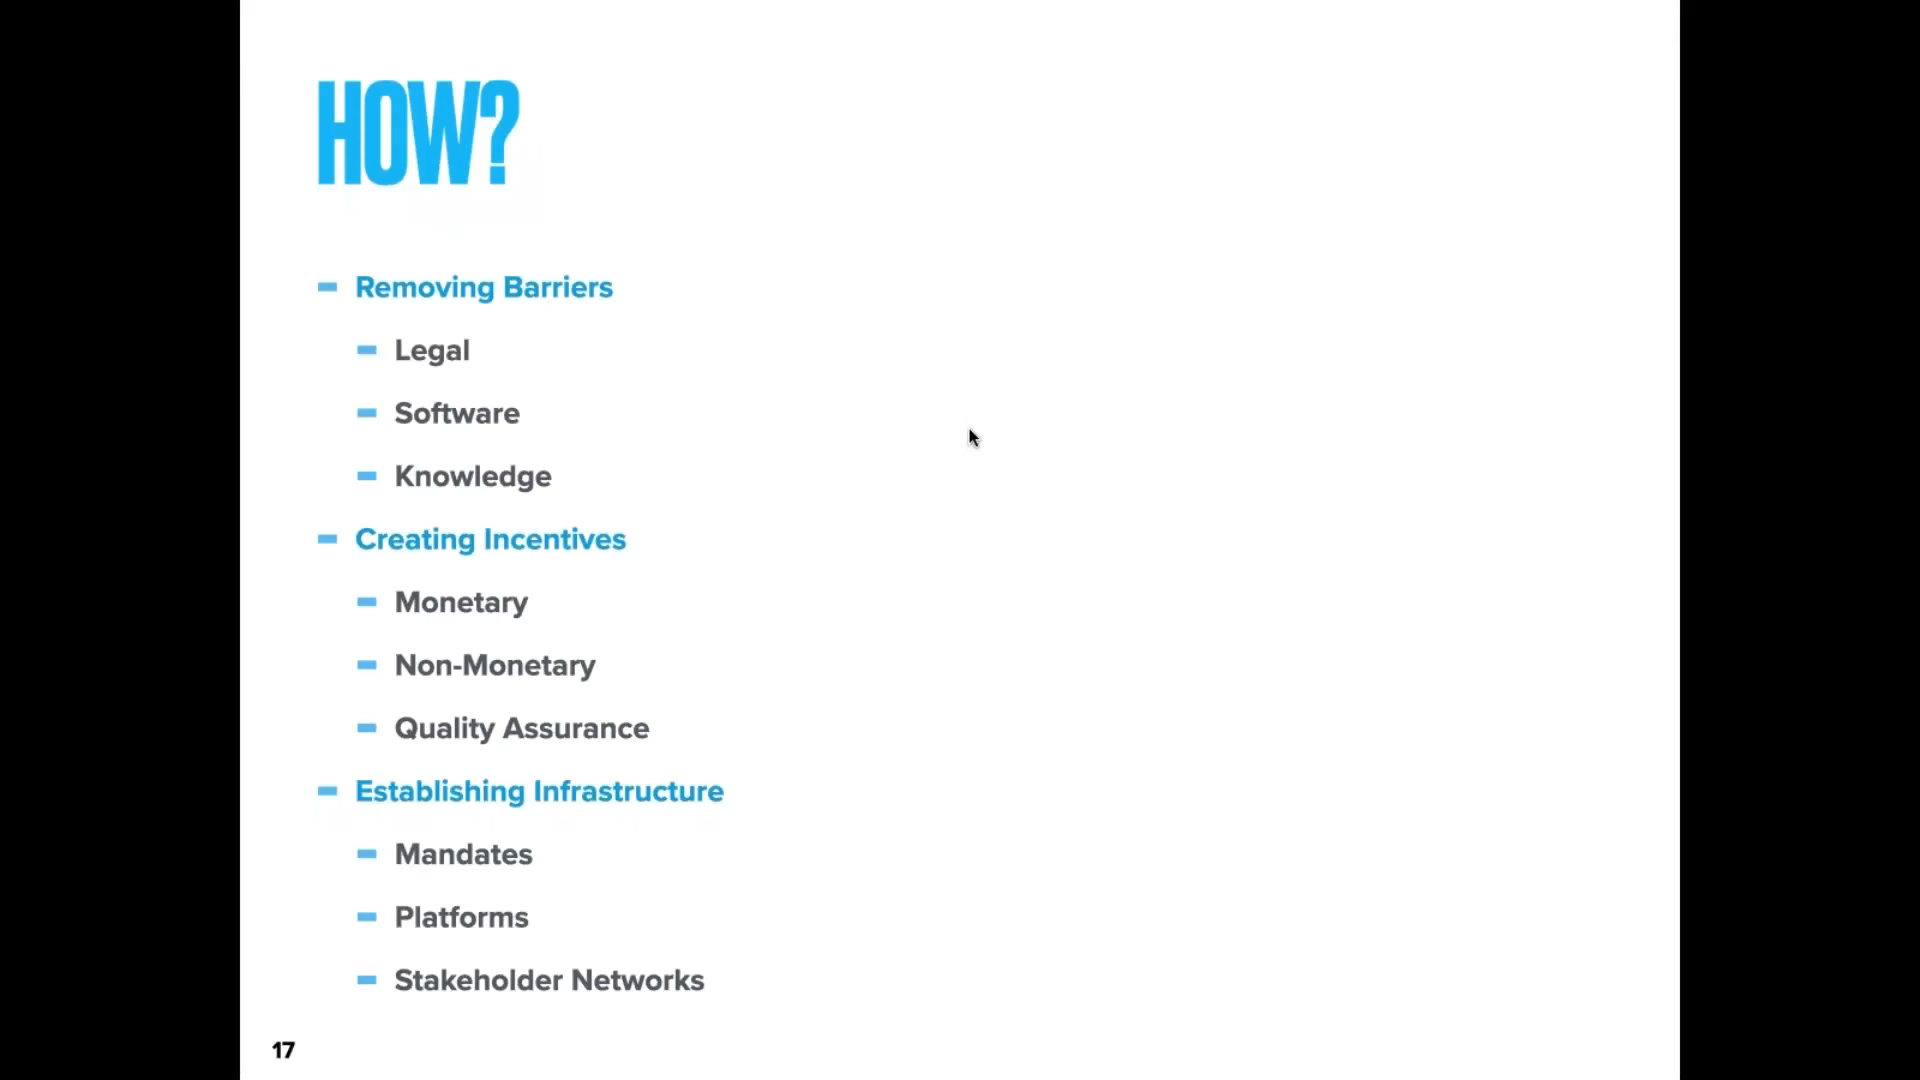 HOW?
Removing Barriers
Legal
Software
Knowledge
Creating Incentives
Monetary
Non-Monetary
Quality Assurance
Establishing Infrastructure
Mandates
Platforms
Stakeholder Networks
17